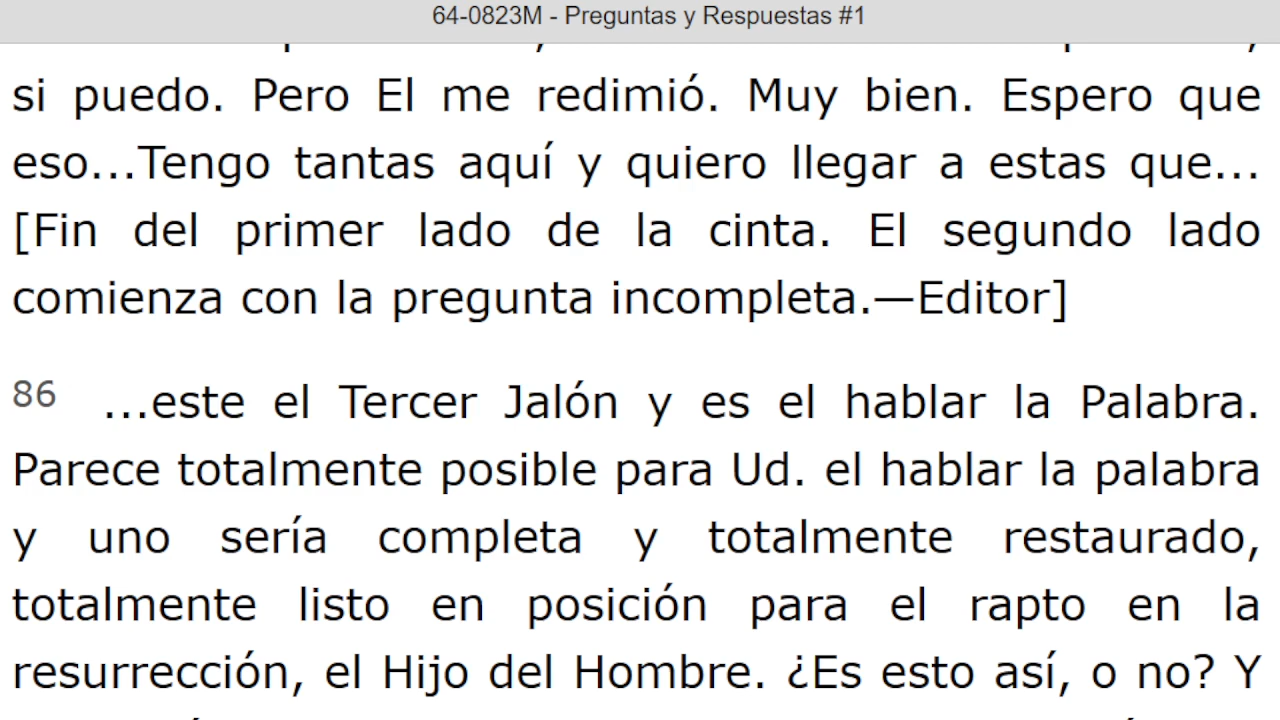 64-0823M - Preguntas y Respuestas #1
si puedo. Pero El me redimió. Muy bien. Espero que
eso...Tengo tantas aquí y quiero llegar a estas que...
[Fin del primer lado de la cinta. El segundo lado
comienza con la pregunta incompleta.—Editor]
86 ...este el Tercer Jalón y es el hablar la Palabra.
Parece totalmente posible para Ud. el hablar la palabra
y uno sería completa y totalmente restaurado,
totalmente listo en posición para el rapto en la
resurrección, el Hijo del Hombre. ¿Es esto así, o no? Y